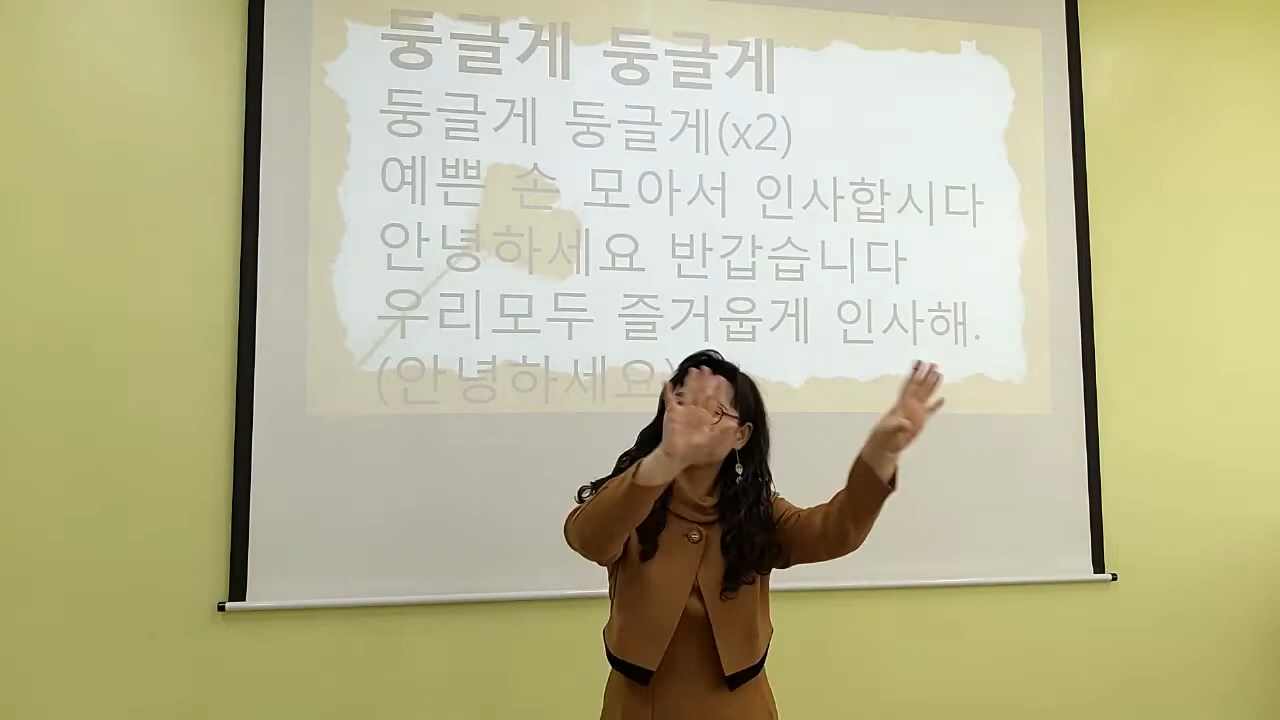 둥글게 둥글게
둥글게 둥글게(x2)
예쁜 손 모아서 인사합시다
안녕하세요 반갑습니다
우리모두 즐거웁게 인사해.
(안녕하세요)